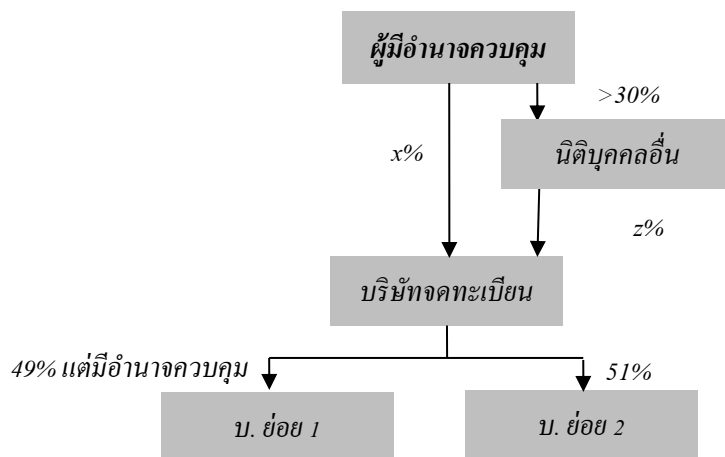 ผู้มีอำนาจควบคุม
>30%
x%
นิติบุคคลอื่น
z%
บริษัทจดทะเบียน
49% แต่มีอำนาจควบคุม
51%
บ. ย่อย 1
บ. ย่อย 2